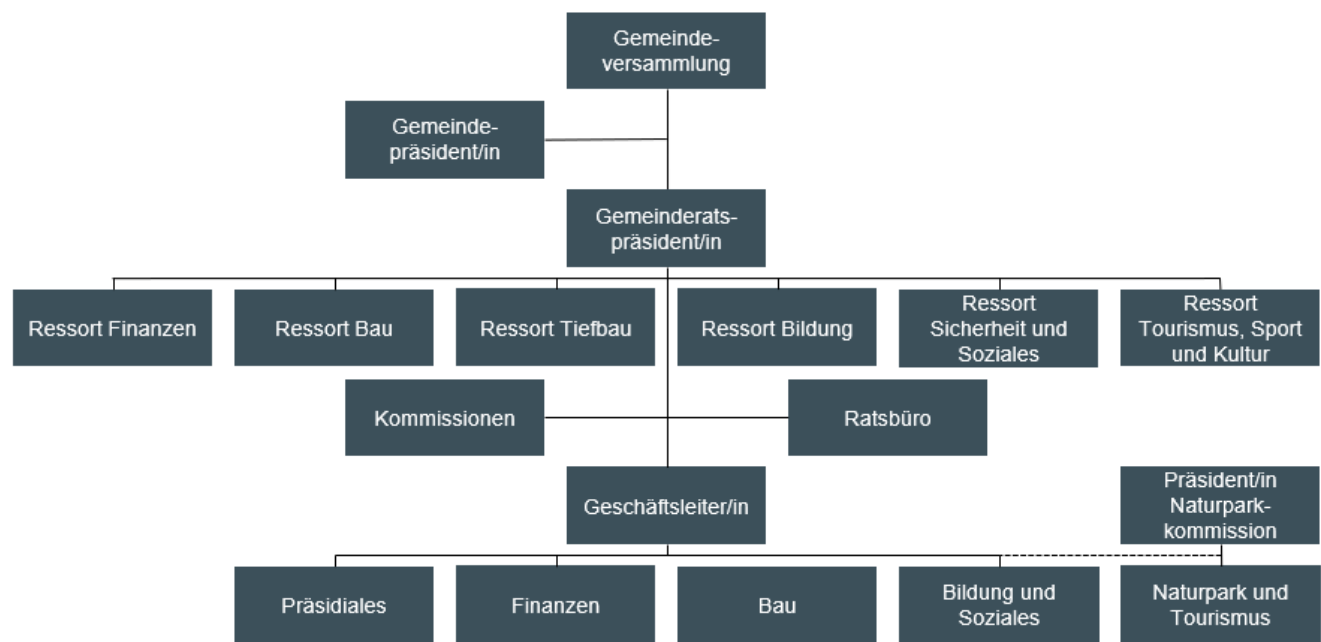 Gemeinde-
versammlung
Gemeinde-
präsident/in
Gemeinderats-
präsident/in
Ressort Finanzen
Ressort Bau
Ressort Tiefbau
Ressort Bildung
Ressort
Sicherheit und
Soziales
Ressort
Tourismus, Sport
und Kultur
Kommissionen
Ratsbüro
Geschäftsleiter/in
Präsident/in
Naturpark-
kommission
Präsidiales
Finanzen
Bau
Bildung und
Soziales
Naturpark und
Tourismus